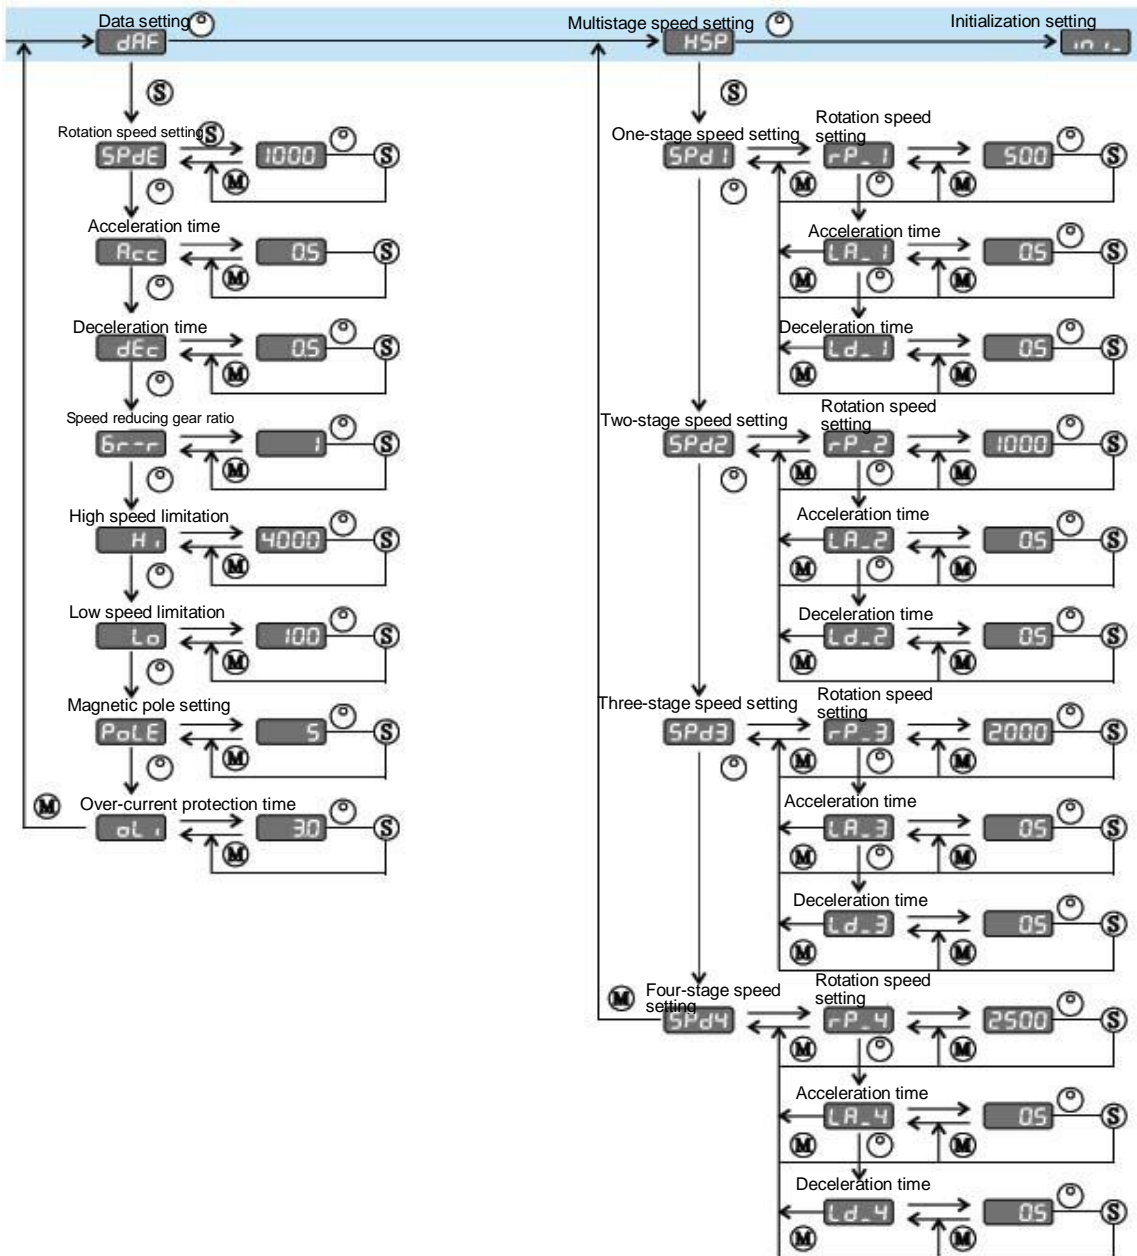 Data setting
Multistage speed setting
Initialization setting
dAF
HSP
ini_
S
S
Rotation speed setting
S
SPdE
1000
S
M
Acceleration time
Acc
0.5
S
M
Deceleration time
dEc
0.5
S
M
Speed reducing gear ratio
Gr-r
1
S
M
High speed limitation
Hi
4000
S
M
Low speed limitation
Lo
100
S
M
Magnetic pole setting
PoLE
5
S
M
M
Over-current protection time
oLi
3.0
S
M
One-stage speed setting
Rotation speed
setting
SPd1
rP_1
500
S
M
M
Acceleration time
LA_1
0.5
S
M
M
Deceleration time
Ld_1
0.5
S
M
M
Two-stage speed setting
Rotation speed
setting
SPd2
rP_2
1000
S
M
M
Acceleration time
LA_2
0.5
S
M
M
Deceleration time
Ld_2
0.5
S
M
M
Three-stage speed setting
Rotation speed
setting
SPd3
rP_3
2000
S
M
M
Acceleration time
LA_3
0.5
S
M
M
Deceleration time
Ld_3
0.5
S
M
M
M
Four-stage speed
setting
Rotation speed
setting
SPd4
rP_4
2500
S
M
M
Acceleration time
LA_4
0.5
S
M
M
Deceleration time
Ld_4
0.5
S
M
M